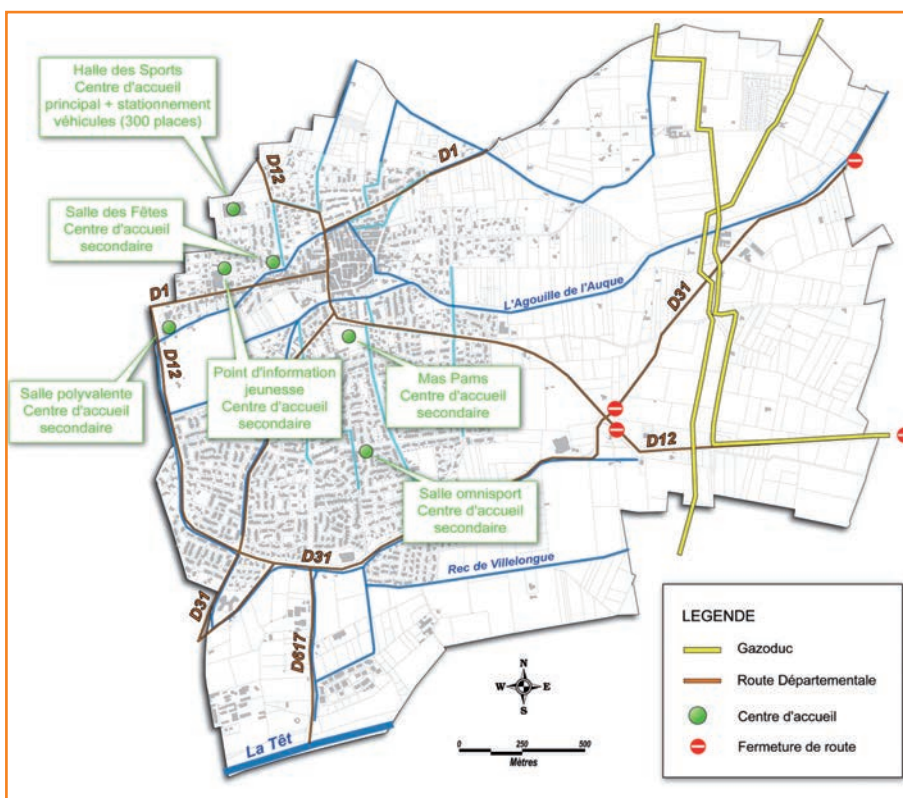 Halle des Sports
Centre d'accueil
principal + stationnement
véhicules (300 places)
D12
D1
Salle des Fêtes
Centre d'accueil
secondaire
D1
L'Agouille de l'Auque
D31
D12
Salle polyvalente
Centre d'accueil
secondaire
Point d'information
jeunesse
Centre d'accueil
secondaire
Mas Pams
Centre d'accueil
secondaire
D12
Salle omnisport
Centre d'accueil
secondaire
D31
Rec de Villelongue
D31
D617
La Têt
N
W
E
S
0
250
500
Mètres
LEGENDE
Gazoduc
Route Départementale
Centre d'accueil
Fermeture de route